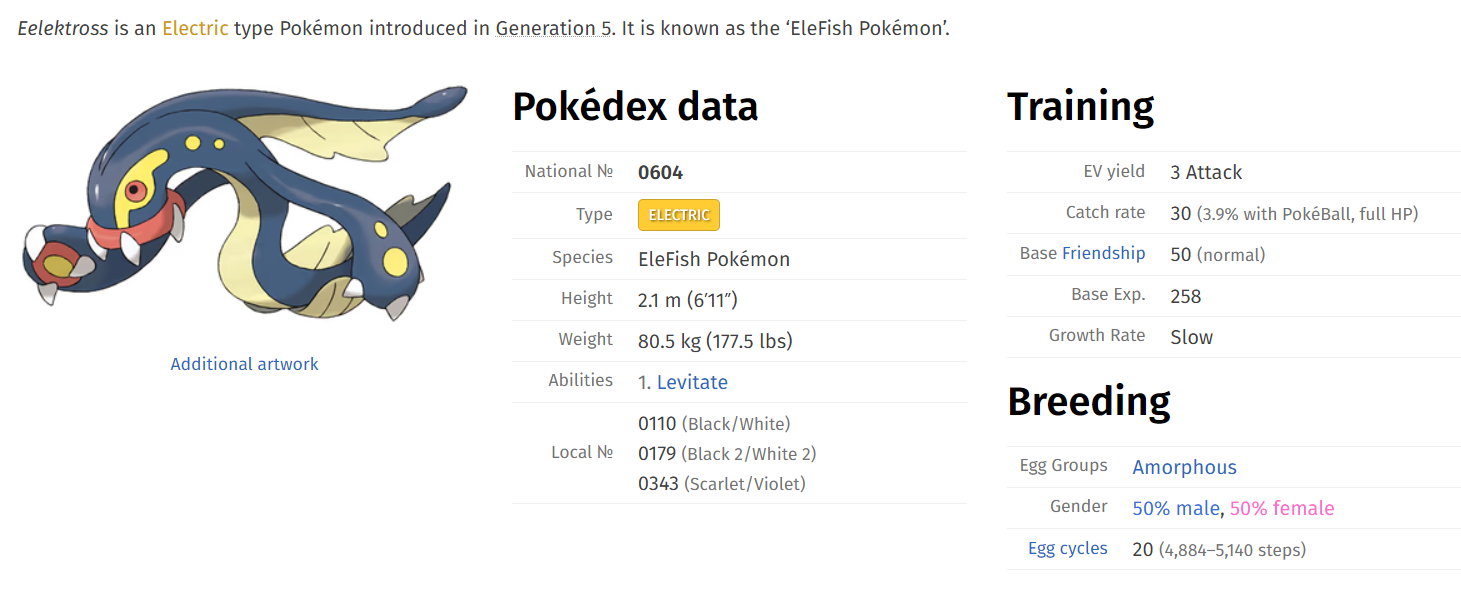 Eelektross is an Electric type Pokémon introduced in Generation 5. It is known as the ‘EleFish Pokémon’.
Additional artwork
Pokédex data
National № 0604
Type ELECTRIC
Species EleFish Pokémon
Height 2.1 m (6′11″)
Weight 80.5 kg (177.5 lbs)
Abilities 1. Levitate
Local № 0110 (Black/White)
0179 (Black 2/White 2)
0343 (Scarlet/Violet)
Training
EV yield 3 Attack
Catch rate 30 (3.9% with PokéBall, full HP)
Base Friendship 50 (normal)
Base Exp. 258
Growth Rate Slow
Breeding
Egg Groups Amorphous
Gender 50% male, 50% female
Egg cycles 20 (4,884–5,140 steps)